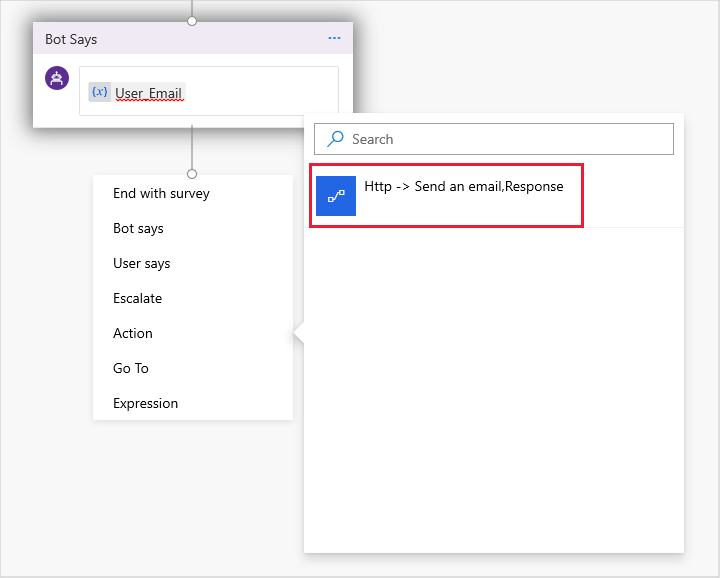 Bot Says
{x} User_Email
Search
Http -> Send an email,Response
End with survey
Bot says
User says
Escalate
Action
Go To
Expression